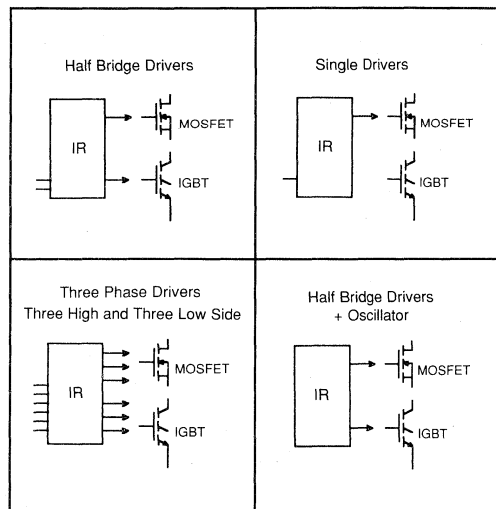 Half Bridge Drivers
IR
MOSFET
IGBT
Single Drivers
IR
MOSFET
IGBT
Three Phase Drivers
Three High and Three Low Side
IR
MOSFET
IGBT
Half Bridge Drivers
+ Oscillator
IR
MOSFET
IGBT